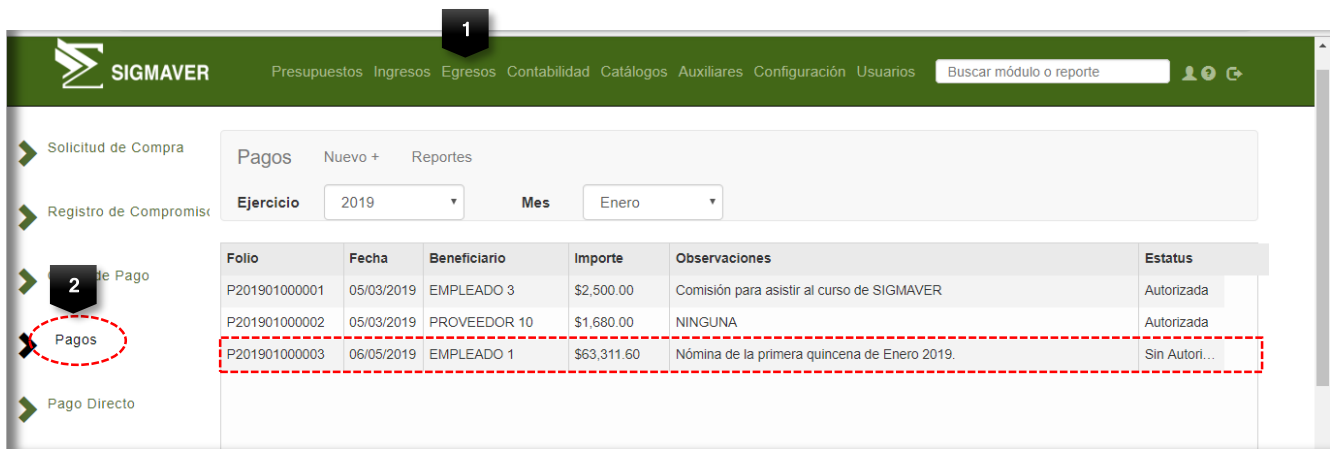 1
SIGMAVER Presupuestos Ingresos Egresos Contabilidad Catálogos Auxiliares Configuración Usuarios Buscar módulo o reporte
Solicitud de Compra
Pagos Nuevo + Reportes
Ejercicio 2019 Mes Enero
Registro de Compromiso
Folio Fecha Beneficiario Importe Observaciones Estatus
2 de Pago
P201901000001 05/03/2019 EMPLEADO 3 $2,500.00 Comisión para asistir al curso de SIGMAVER Autorizada
P201901000002 05/03/2019 PROVEEDOR 10 $1,680.00 NINGUNA Autorizada
Pagos
P201901000003 06/05/2019 EMPLEADO 1 $63,311.60 Nómina de la primera quincena de Enero 2019. Sin Autori...
Pago Directo